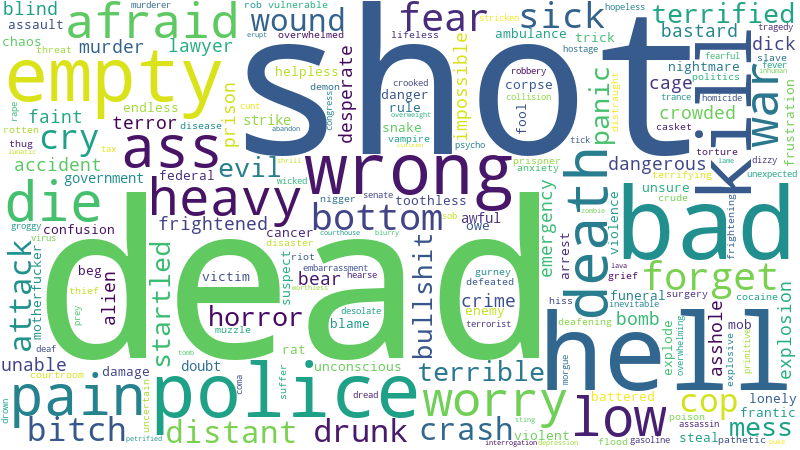 blind
assault
chaos
threat
murderer
murder
afraid
lawyer
rob vulnerable
wound
erupt
overwhelmed
lifeless
fear
stricken
sick
hopeless
ambulance
trick
hostage
terrified
bastard
tragedy
dick
slave
nightmare
fever
politics
inhuman
fearful
empty
helpless
demon
congress
desperate
crooked
danger
rule
overweight
snake
vampire
impossible
robbery
corpse
collision
fool
psycho
tick
shot
panic
distraught
cage
trance
homicide
crowded
casket
torture
lame
dizzy
kill
war
frustration
unexpected
rape
rotten
faint
thug
lunatic
cry
tax
endless
terror
disease
prison
cunt
strike
abandon
shrill
ass
evil
wicked
accident
government
federal
wrong
prisoner
anxiety
dangerous
terrifying
die
heavy
nigger
senate
toothless
sob
awful
owe
bottom
frightened
cancer
disaster
courthouse
blurry
riot
embarrassment
hearse
emergency
zombie
death
arrest
violence
unsure
crude
frightening
bad
groggy
virus
confusion
attack
motherfucker
beg
thief
alien
prey
startled
victim
suspect
bear
desolate
blame
horror
muzzle
worthless
dead
bullshit
gurney
defeated
crime
enemy
terrorist
lava
grief
hiss
funeral
inevitable
surgery
forget
cocaine
deafening
bomb
explode
overwhelming
asshole
mob
explosive
primitive
explosion
deaf
unable
courtroom
damage
tomb
rat
doubt
unconscious
coma
suffer
dread
terrible
morgue
hell
pain
uncertain
police
worry
battered
low
cop
poison
assassin
lonely
frantic
mess
puke
drown
bitch
petrified
distant
drunk
crash
sting
violent
interrogation
depression
flood
gasoline
steal
pathetic